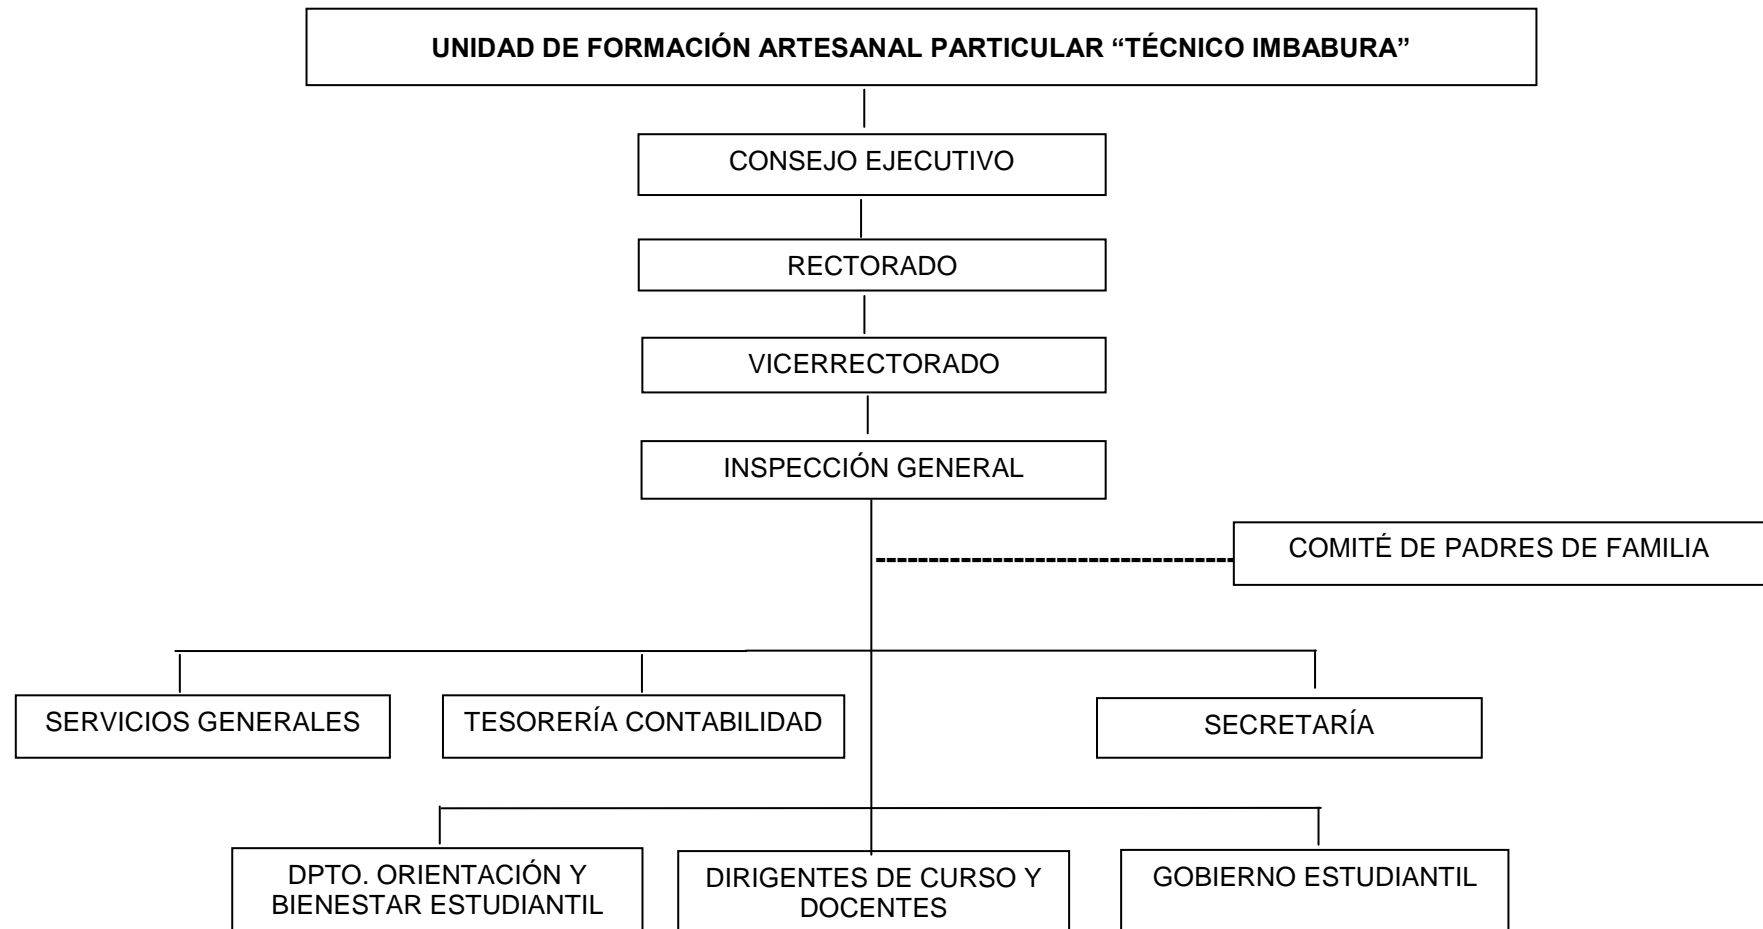 UNIDAD DE FORMACIÓN ARTESANAL PARTICULAR “TÉCNICO IMBABURA”
CONSEJO EJECUTIVO
RECTORADO
VICERRECTORADO
INSPECCIÓN GENERAL
COMITÉ DE PADRES DE FAMILIA
SERVICIOS GENERALES
TESORERÍA CONTABILIDAD
SECRETARÍA
DPTO. ORIENTACIÓN Y
BIENESTAR ESTUDIANTIL
DIRIGENTES DE CURSO Y
DOCENTES
GOBIERNO ESTUDIANTIL